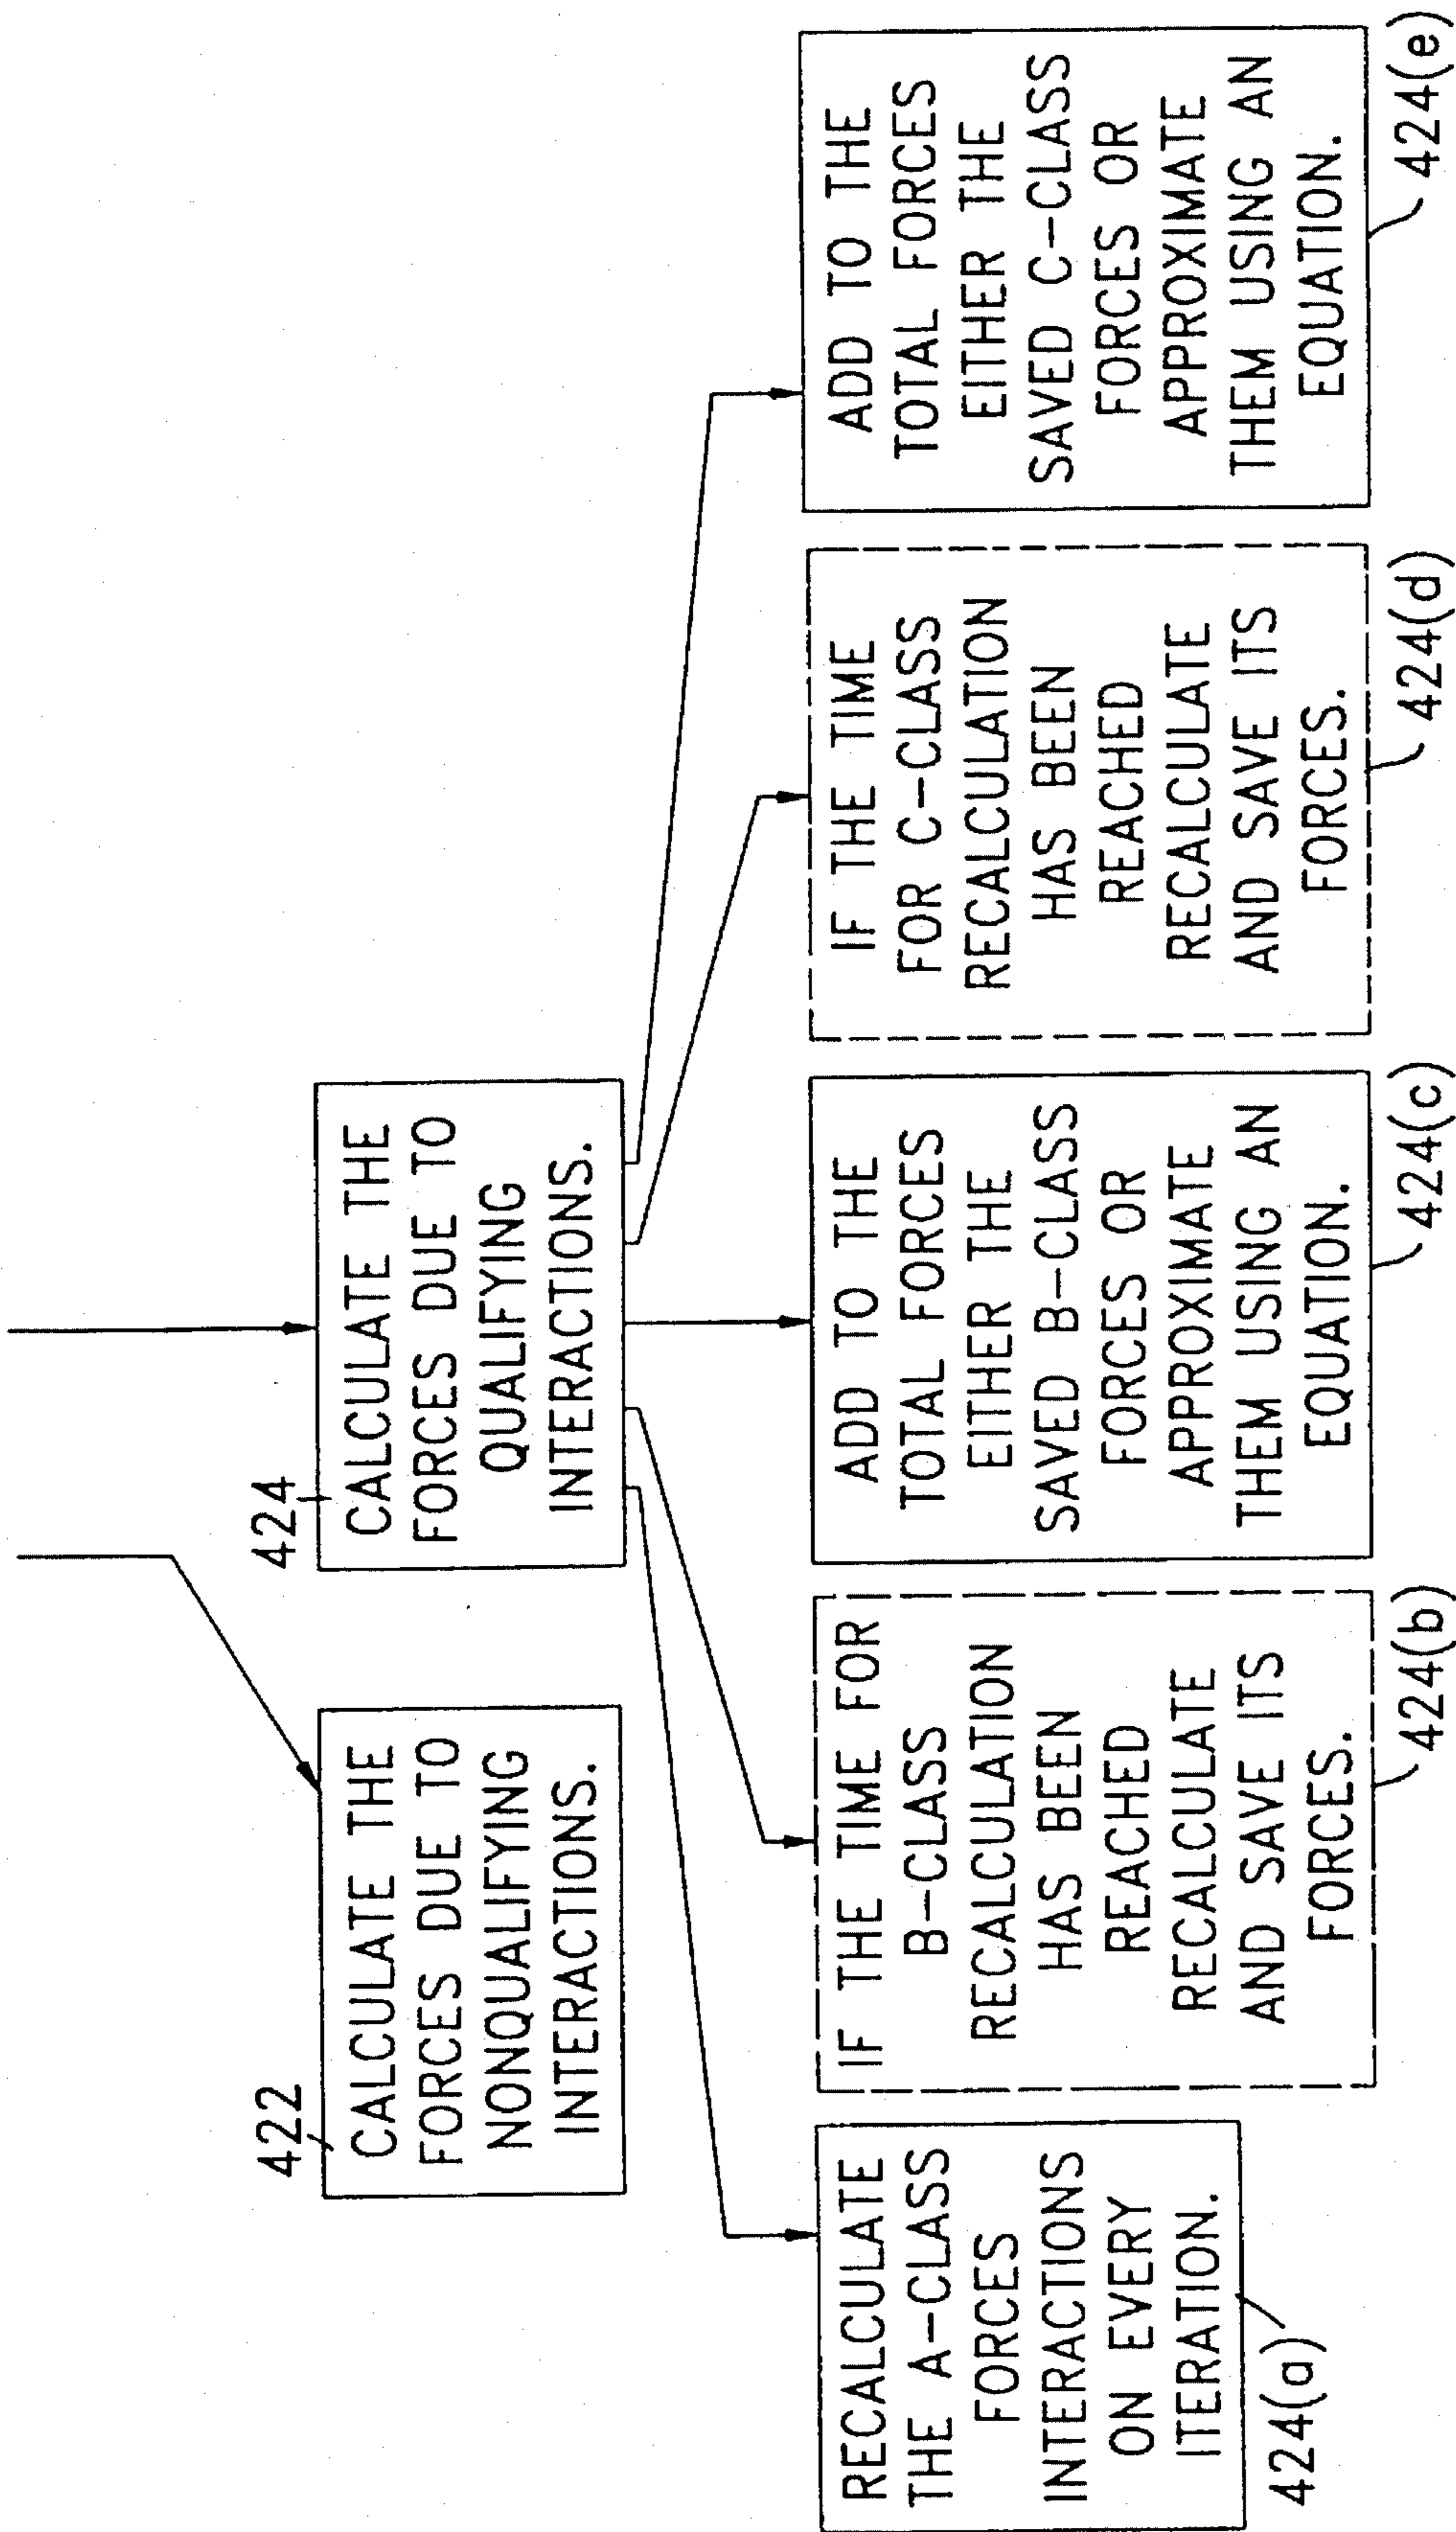 422
CALCULATE THE
FORCES DUE TO
NONQUALIFYING
INTERACTIONS.
424
CALCULATE THE
FORCES DUE TO
QUALIFYING
INTERACTIONS.
RECALCULATE
THE A-CLASS
FORCES
INTERACTIONS
ON EVERY
ITERATION.
424(a)
IF THE TIME FOR
B-CLASS
RECALCULATION
HAS BEEN
REACHED
RECALCULATE
AND SAVE ITS
FORCES.
424(b)
ADD TO THE
TOTAL FORCES
EITHER THE
SAVED B-CLASS
FORCES OR
APPROXIMATE
THEM USING AN
EQUATION.
424(c)
IF THE TIME
FOR C-CLASS
RECALCULATION
HAS BEEN
REACHED
RECALCULATE
AND SAVE ITS
FORCES.
424(d)
ADD TO THE
TOTAL FORCES
EITHER THE
SAVED C-CLASS
FORCES OR
APPROXIMATE
THEM USING AN
EQUATION.
424(e)